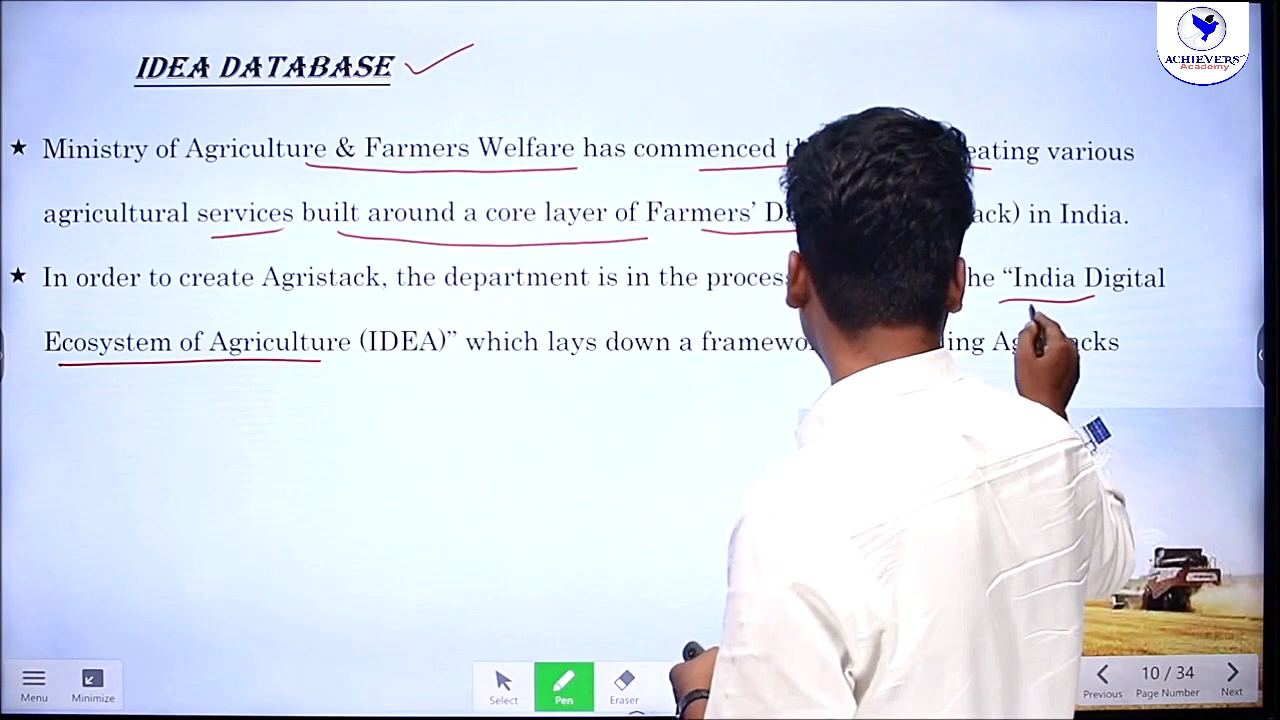 IDEA DATABASE
ACHIEVERS
Academy
★ Ministry of Agriculture & Farmers Welfare has commenced eating various
agricultural services built around a core layer of Farmers' ack) in India.
★ In order to create Agristack, the department is in the process he “India Digital
Ecosystem of Agriculture (IDEA)” which lays down a framewo ing Ag acks
Menu
Minimize
Select
Pen
Eraser
Previous
10 / 34
Page Number
Next